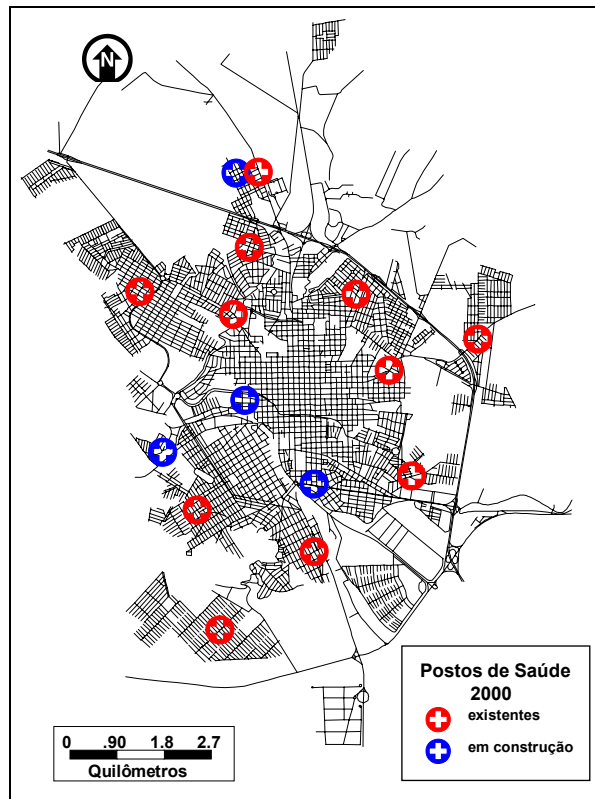 N
Postos de Saúde
2000
existentes
em construção
0 .90 1.8 2.7
Quilômetros